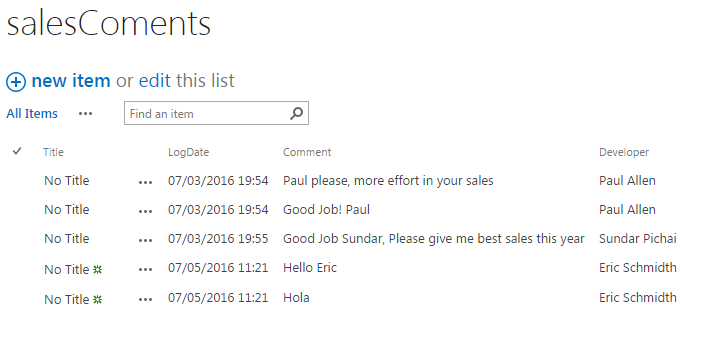 salesComents
new item or edit this list
All Items ••• Find an item
Title LogDate Comment Developer
No Title ••• 07/03/2016 19:54 Paul please, more effort in your sales Paul Allen
No Title ••• 07/03/2016 19:54 Good Job! Paul Paul Allen
No Title ••• 07/03/2016 19:55 Good Job Sundar, Please give me best sales this year Sundar Pichai
No Title ••• 07/05/2016 11:21 Hello Eric Eric Schmidth
No Title ••• 07/05/2016 11:21 Hola Eric Schmidth